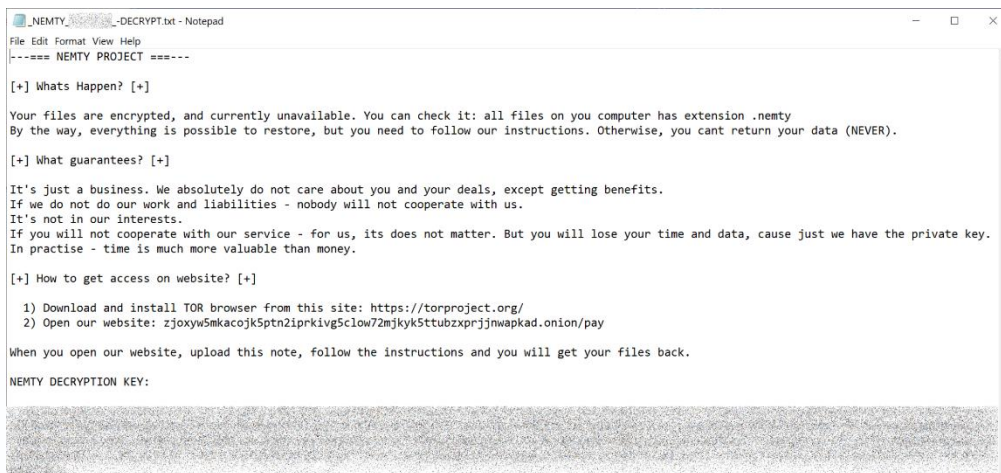 _NEMTY_ _-DECRYPT.txt - Notepad
File Edit Format View Help
---=== NEMTY PROJECT ===---
[+] Whats Happen? [+]
Your files are encrypted, and currently unavailable. You can check it: all files on you computer has extension .nemty
By the way, everything is possible to restore, but you need to follow our instructions. Otherwise, you cant return your data (NEVER).
[+] What guarantees? [+]
It's just a business. We absolutely do not care about you and your deals, except getting benefits.
If we do not do our work and liabilities - nobody will not cooperate with us.
It's not in our interests.
If you will not cooperate with our service - for us, its does not matter. But you will lose your time and data, cause just we have the private key.
In practise - time is much more valuable than money.
[+] How to get access on website? [+]
1) Download and install TOR browser from this site: https://torproject.org/
2) Open our website: zjoxyw5mkacojk5ptn2iprkivg5clow72mjkyk5ttubzxprjjnwapkad.onion/pay
When you open our website, upload this note, follow the instructions and you will get your files back.
NEMTY DECRYPTION KEY: